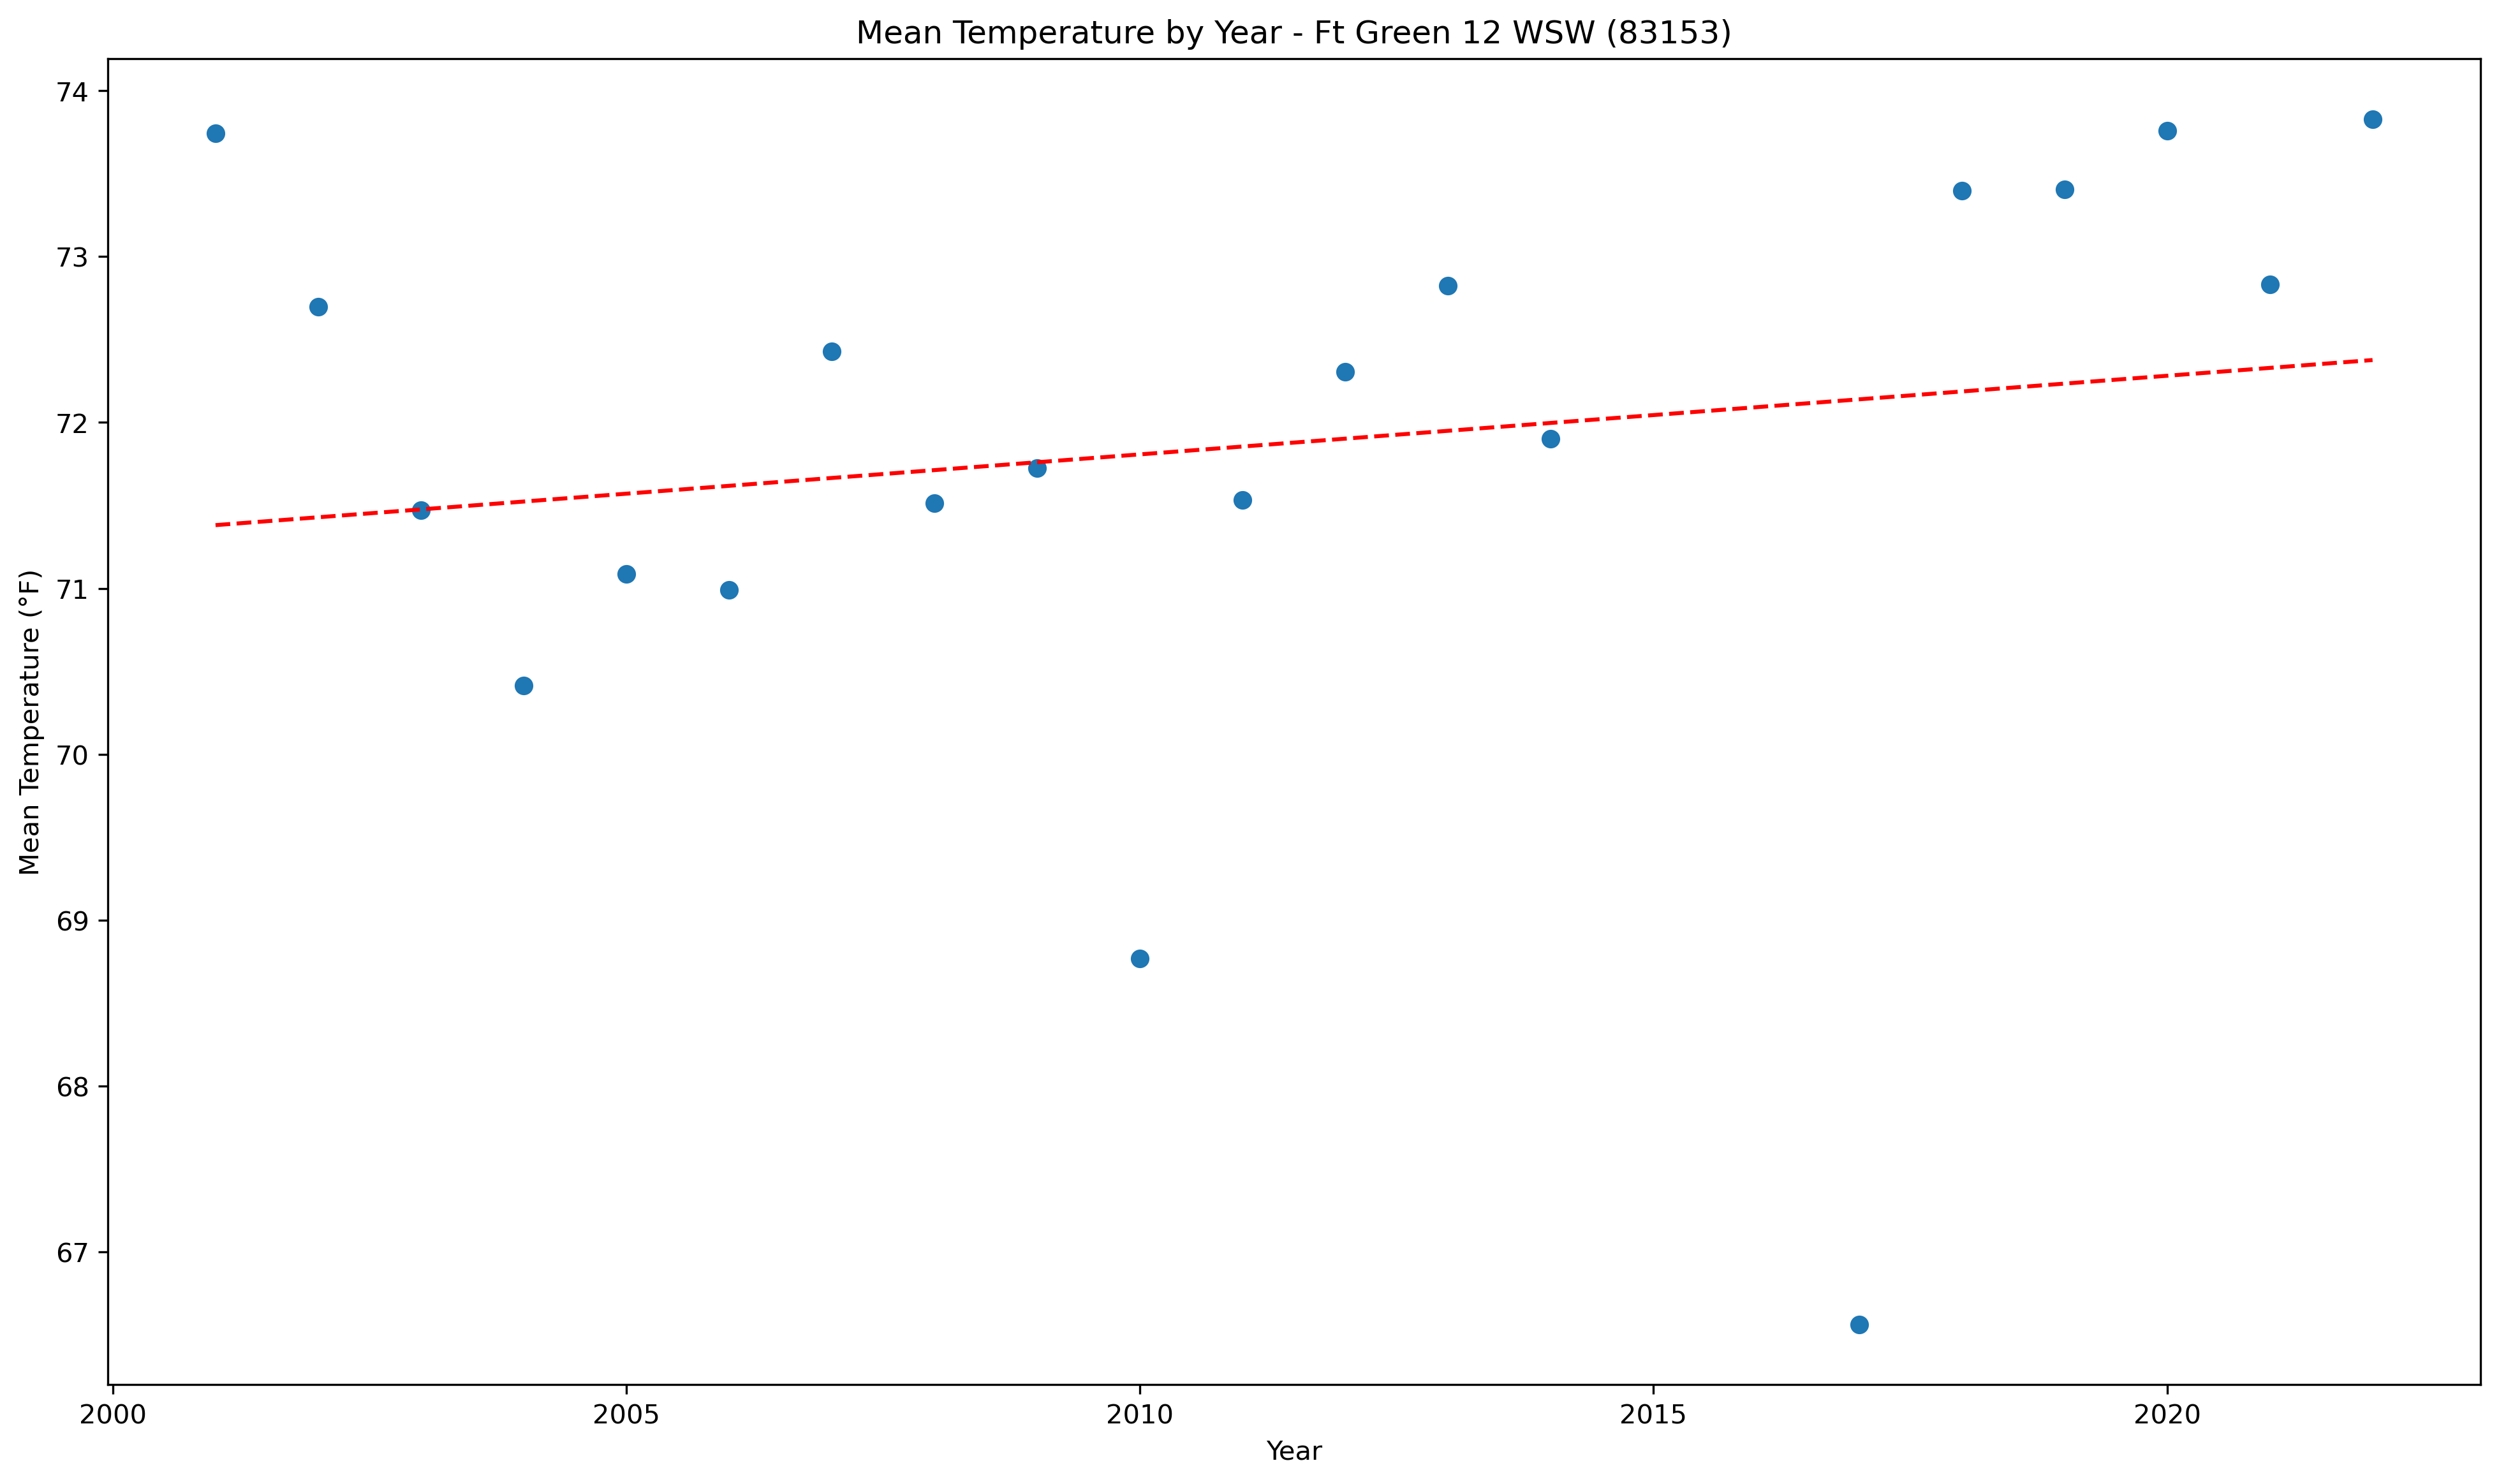 Mean Temperature by Year - Ft Green 12 WSW (83153)
Mean Temperature (°F)
74
73
72
71
70
69
68
67
2000 2005 2010 2015 2020
Year